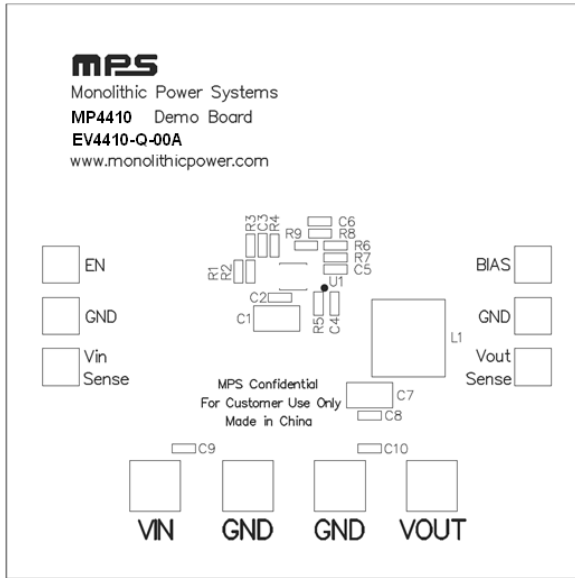 mps
Monolithic Power Systems
MP4410 Demo Board
EV4410-Q-00A
www.monolithicpower.com
C6
R8
R3
C3
R4
R9
R6
R7
C5
EN
R1
R2
BIAS
U1
C2
C1
R5
C4
GND
GND
L1
Vin
Sense
Vout
Sense
MPS Confidential
For Customer Use Only
Made in China
C7
C8
C9
C10
VIN
GND
GND
VOUT